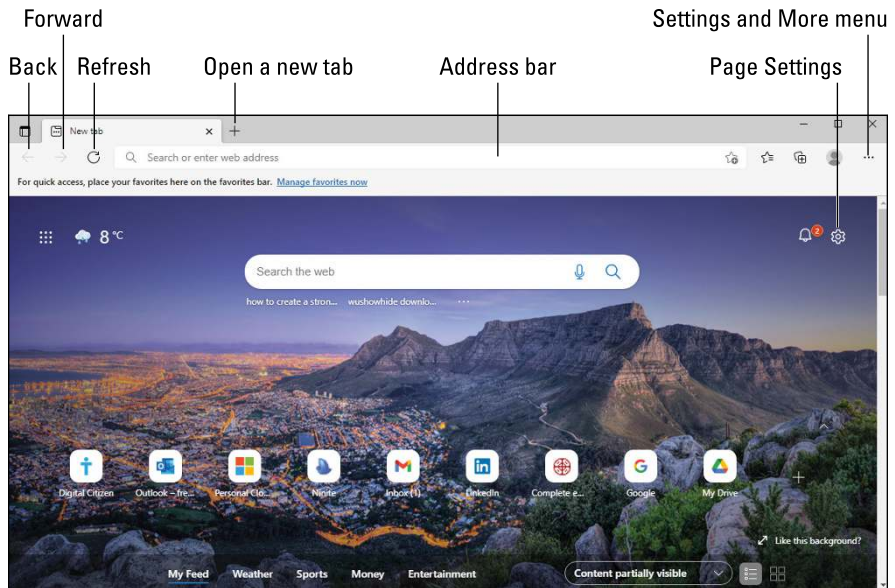 Forward
Settings and More menu
Back Refresh Open a new tab Address bar Page Settings
New tab
Search or enter web address
For quick access, place your favorites here on the favorites bar. Manage favorites now
8 °C
2
Search the web
how to create a stron... wushowhide downlo... ...
Digital Citizen Outlook – fre... Personal Clo... Ninite Inbox (1) LinkedIn Complete e... Google My Drive
Like this background?
My Feed Weather Sports Money Entertainment Content partially visible